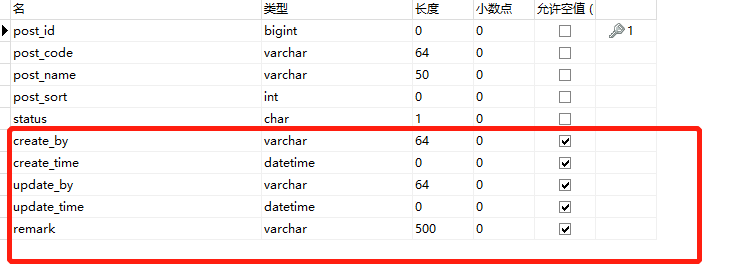 名 类型 长度 小数点 允许空值 (
post_id bigint 0 0 1
post_code varchar 64 0
post_name varchar 50 0
post_sort int 0 0
status char 1 0
create_by varchar 64 0
create_time datetime 0 0
update_by varchar 64 0
update_time datetime 0 0
remark varchar 500 0